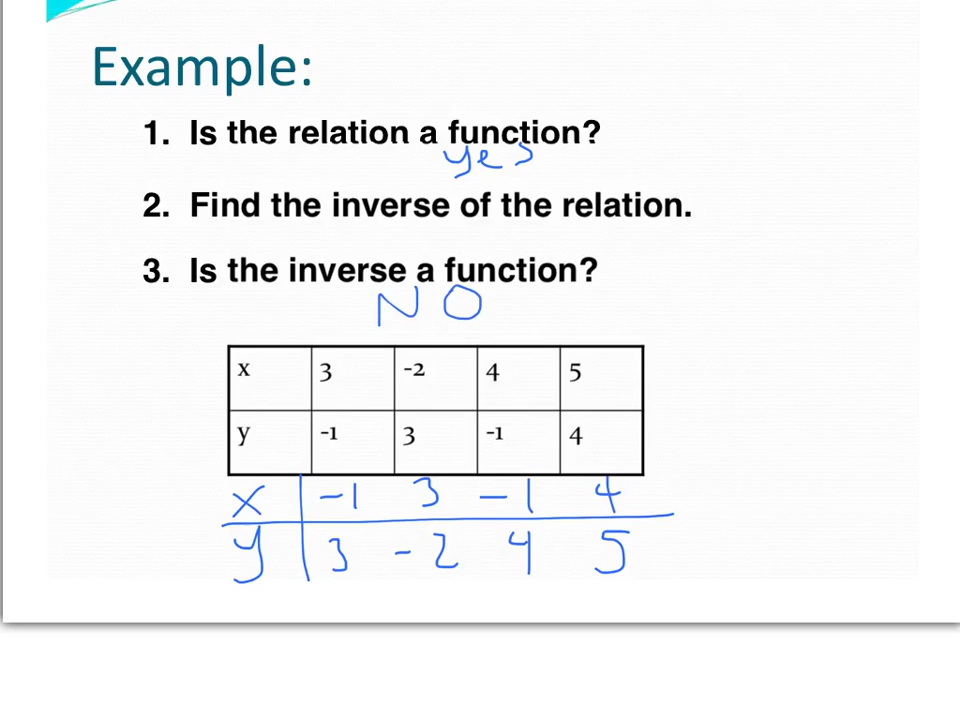 Example:
1. Is the relation a function?
yes
2. Find the inverse of the relation.
3. Is the inverse a function?
NO
x 3 -2 4 5
y -1 3 -1 4
x -1 3 -1 4
y 3 -2 4 5